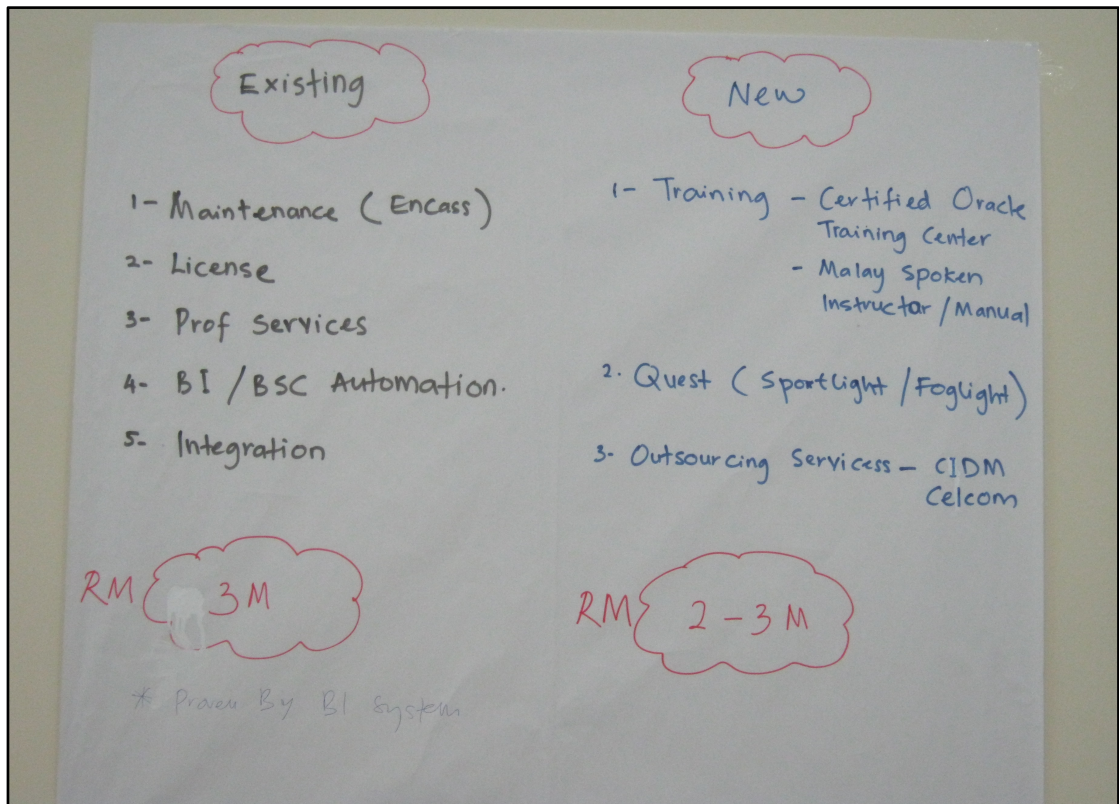 Existing
1- Maintenance (Encass)
2- License
3- Prof Services
4- BI / BSC Automation.
5- Integration
RM 3M
* Proven By BI System
New
1- Training - Certified Oracle
Training Center
- Malay Spoken
Instructor / Manual
2. Quest (Sportlight / Foglight)
3- Outsourcing Servicess - CIDM
Celcom
RM 2 - 3 M